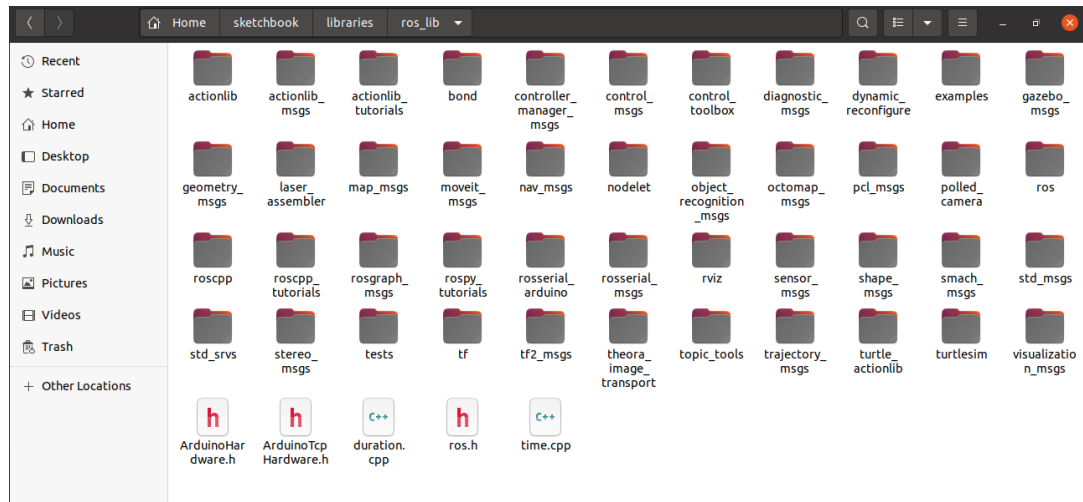 Home sketchbook libraries ros_lib
Recent
Starred
Home
Desktop
Documents
Downloads
Music
Pictures
Videos
Trash
+ Other Locations
actionlib
actionlib_
msgs
actionlib_
tutorials
bond
controller_
manager_
msgs
control_
msgs
control_
toolbox
diagnostic_
msgs
dynamic_
reconfigure
examples
gazebo_
msgs
geometry_
msgs
laser_
assembler
map_msgs
moveit_
msgs
nav_msgs
nodelet
object_
recognition
_msgs
octomap_
msgs
pcl_msgs
polled_
camera
ros
roscpp
roscpp_
tutorials
rosgraph_
msgs
rospy_
tutorials
rosserial_
arduino
rosserial_
msgs
rviz
sensor_
msgs
shape_
msgs
smach_
msgs
std_msgs
std_srvs
stereo_
msgs
tests
tf
tf2_msgs
theora_
image_
transport
topic_tools
trajectory_
msgs
turtle_
actionlib
turtlesim
visualizatio
n_msgs
h
ArduinoHar
dware.h
h
ArduinoTcp
Hardware.h
C++
duration.
cpp
h
ros.h
C++
time.cpp